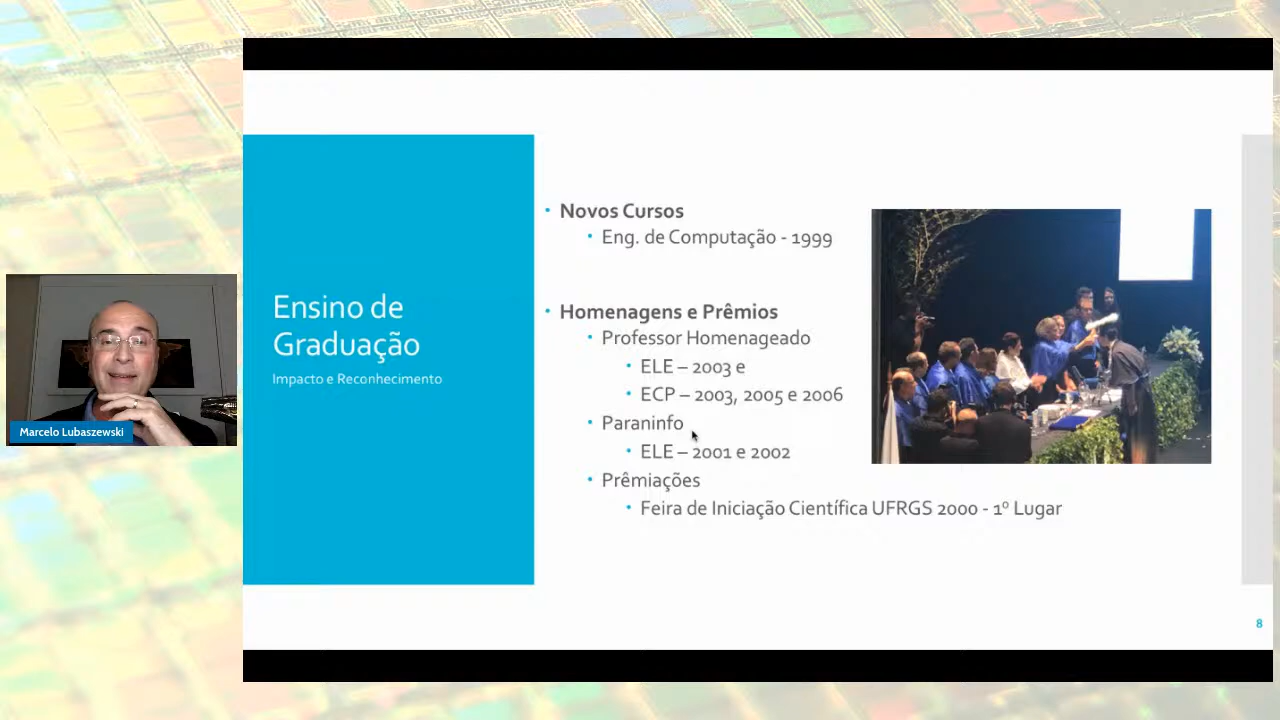 Marcelo Lubaszewski
Ensino de
Graduação
Impacto e Reconhecimento
Novos Cursos
Eng. de Computação - 1999
Homenagens e Prêmios
Professor Homenageado
ELE – 2003 e
ECP – 2003, 2005 e 2006
Paraninfo
ELE – 2001 e 2002
Prêmiações
Feira de Iniciação Científica UFRGS 2000 - 1º Lugar
8